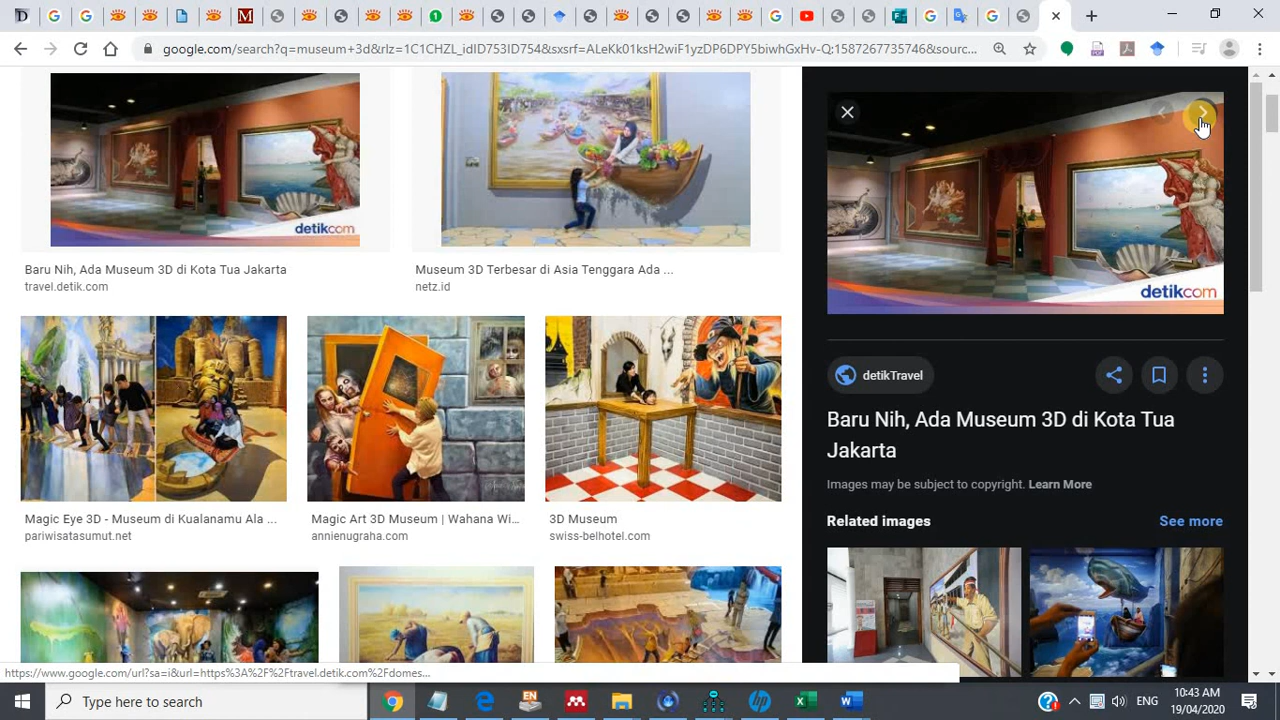 google.com/search?q=museum+3d&rlz=1C1CHZL_idID753ID754&sxsrf=ALeKk01ksH2wiF1yzDP6DPY5biwhGxHv-Q:1587267735746&sourc...
detikcom
Baru Nih, Ada Museum 3D di Kota Tua Jakarta
travel.detik.com
Museum 3D Terbesar di Asia Tenggara Ada ...
netz.id
Magic Eye 3D - Museum di Kualanamu Ala ...
pariwisatasumut.net
Magic Art 3D Museum | Wahana Wi...
annienugraha.com
3D Museum
swiss-belhotel.com
detikcom
detikTravel
Baru Nih, Ada Museum 3D di Kota Tua
Jakarta
Images may be subject to copyright. Learn More
Related images
See more
https://www.google.com/url?sa=i&url=https%3A%2F%2Ftravel.detik.com%2Fdomes...
Type here to search
EN
ENG
10:43 AM
19/04/2020